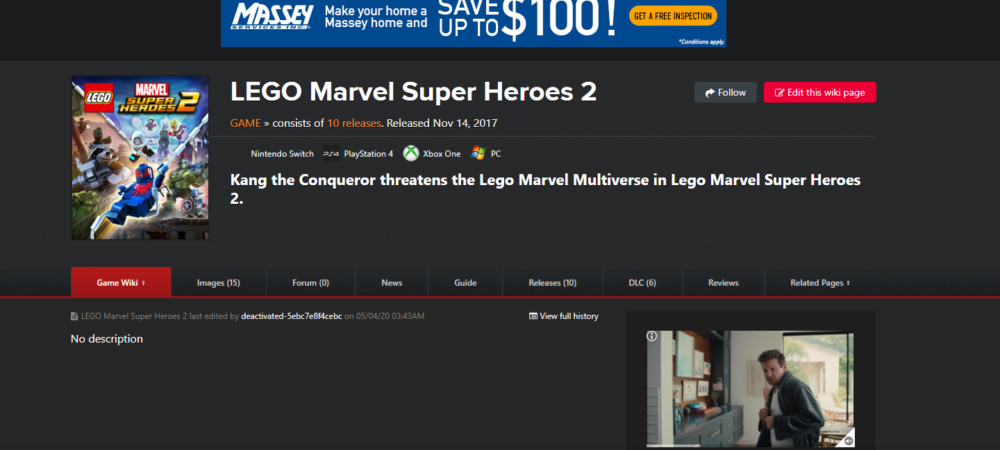 MASSEY
SERVICES INC.®
Make your home a
Massey home and
SAVE
UP TO
$100!
GET A FREE INSPECTION
*Conditions apply.
LEGO
MARVEL
SUPER
HEROES 2
LEGO Marvel Super Heroes 2
Follow
Edit this wiki page
GAME » consists of 10 releases. Released Nov 14, 2017
Nintendo Switch PS4 PlayStation 4 Xbox One PC
Kang the Conqueror threatens the Lego Marvel Multiverse in Lego Marvel Super Heroes
2.
Game Wiki Images (15) Forum (0) News Guide Releases (10) DLC (6) Reviews Related Pages
LEGO Marvel Super Heroes 2 last edited by deactivated-5ebc7e8f4cebc on 05/04/20 03:43AM View full history
No description